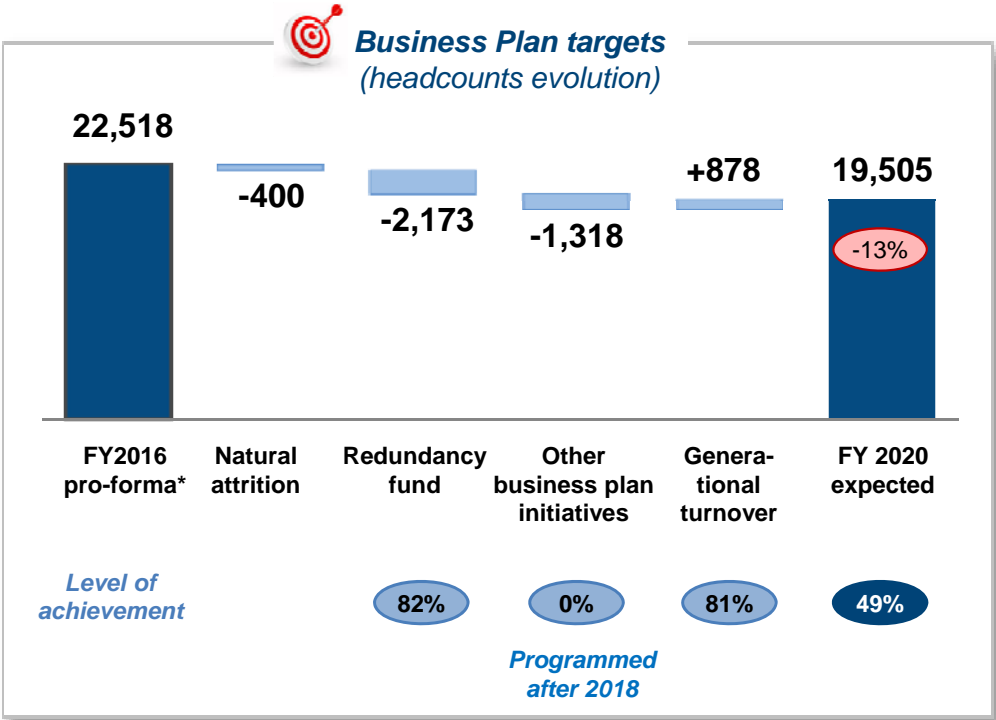 Business Plan targets
(headcounts evolution)
22,518
-400
-2,173
-1,318
+878
19,505
-13%
FY2016
pro-forma*
Natural
attrition
Redundancy
fund
Other
business plan
initiatives
Genera-
tional
turnover
FY 2020
expected
Level of
achievement
82%
0%
81%
49%
Programmed
after 2018